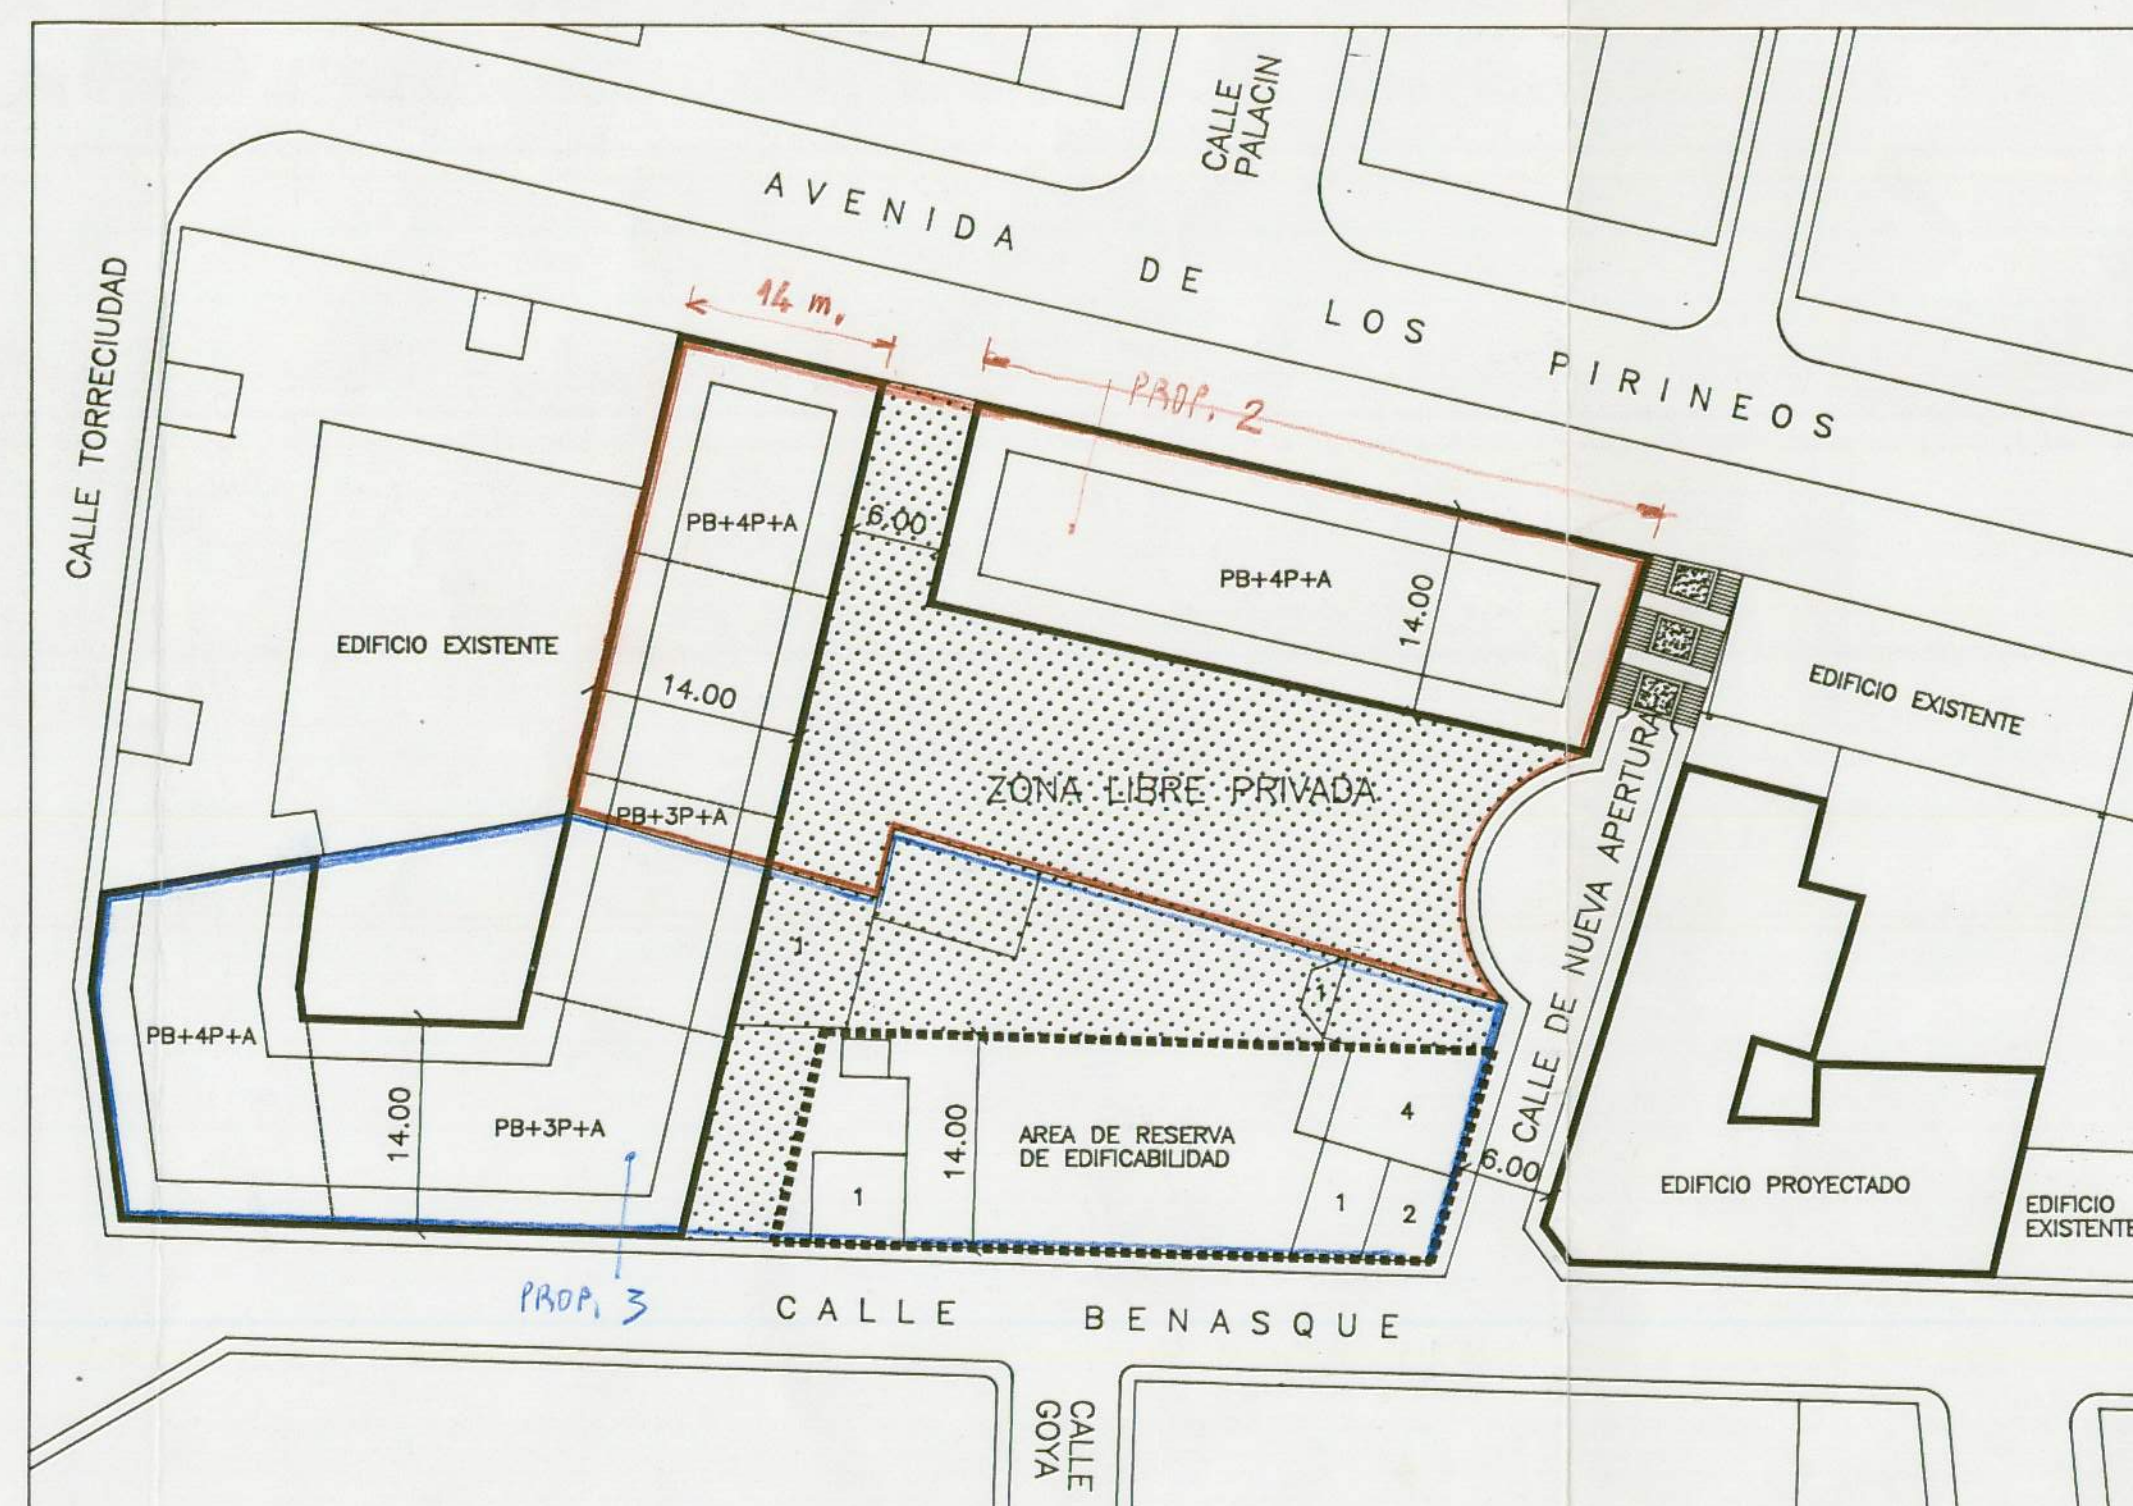 CALLE
PALACIN
AVENIDA DE LOS PIRINEOS
CALLE TORRECIUDAD
14 m.
PROP. 2
PB+4P+A
6.00
PB+4P+A
14.00
EDIFICIO EXISTENTE
14.00
EDIFICIO EXISTENTE
ZONA LIBRE PRIVADA
PB+3P+A
CALLE DE NUEVA APERTURA
1
1
PB+4P+A
14.00
PB+3P+A
14.00
AREA DE RESERVA
DE EDIFICABILIDAD
4
1
1
2
6.00
EDIFICIO PROYECTADO
EDIFICIO
EXISTENTE
PROP. 3
CALLE BENASQUE
CALLE
GOYA